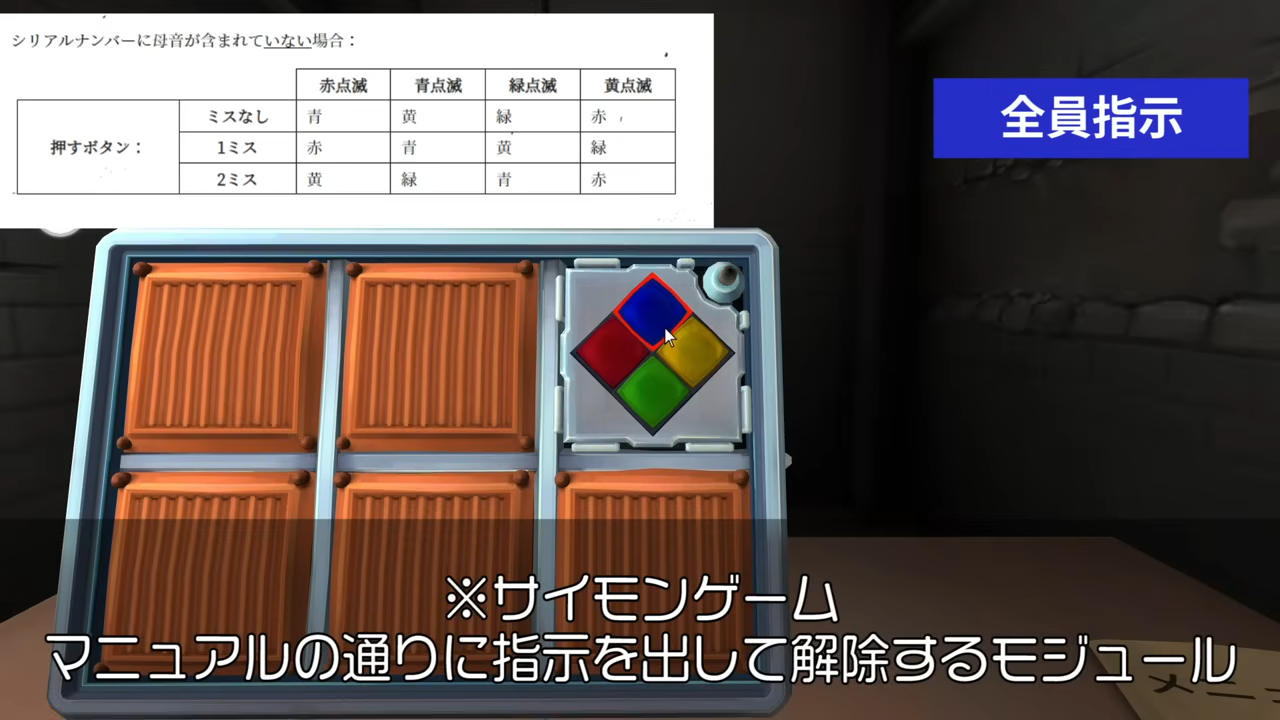 シリアルナンバーに母音が含まれていない場合：
赤点滅 青点滅 緑点滅 黄点滅
押すボタン： ミスなし 青 黄 緑 赤
1ミス 赤 青 黄 緑
2ミス 黄 緑 青 赤
全員指示
※サイモンゲーム
マニュアルの通りに指示を出して解除するモジュール